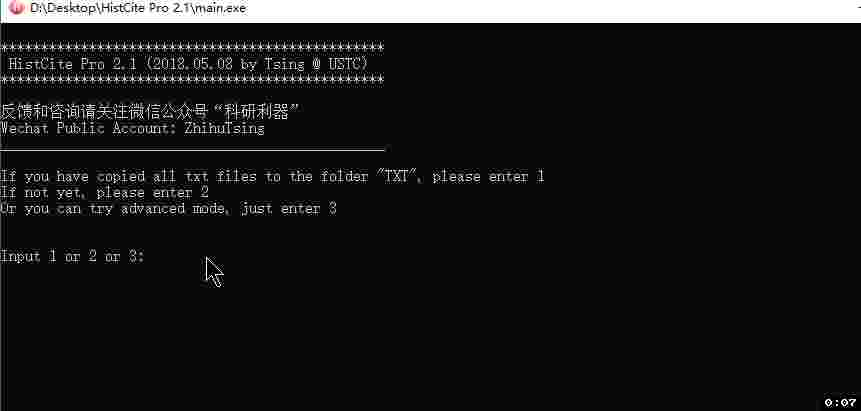 D:\Desktop\HistCite Pro 2.1\main.exe
************************************************
HistCite Pro 2.1 (2018.05.08 by Tsing @ USTC)
************************************************
反馈和咨询请关注微信公众号“科研利器”
Wechat Public Account: ZhihuTsing
________________________________________________
If you have copied all txt files to the folder "TXT", please enter 1
If not yet, please enter 2
Or you can try advanced mode, just enter 3
Input 1 or 2 or 3:
0:07